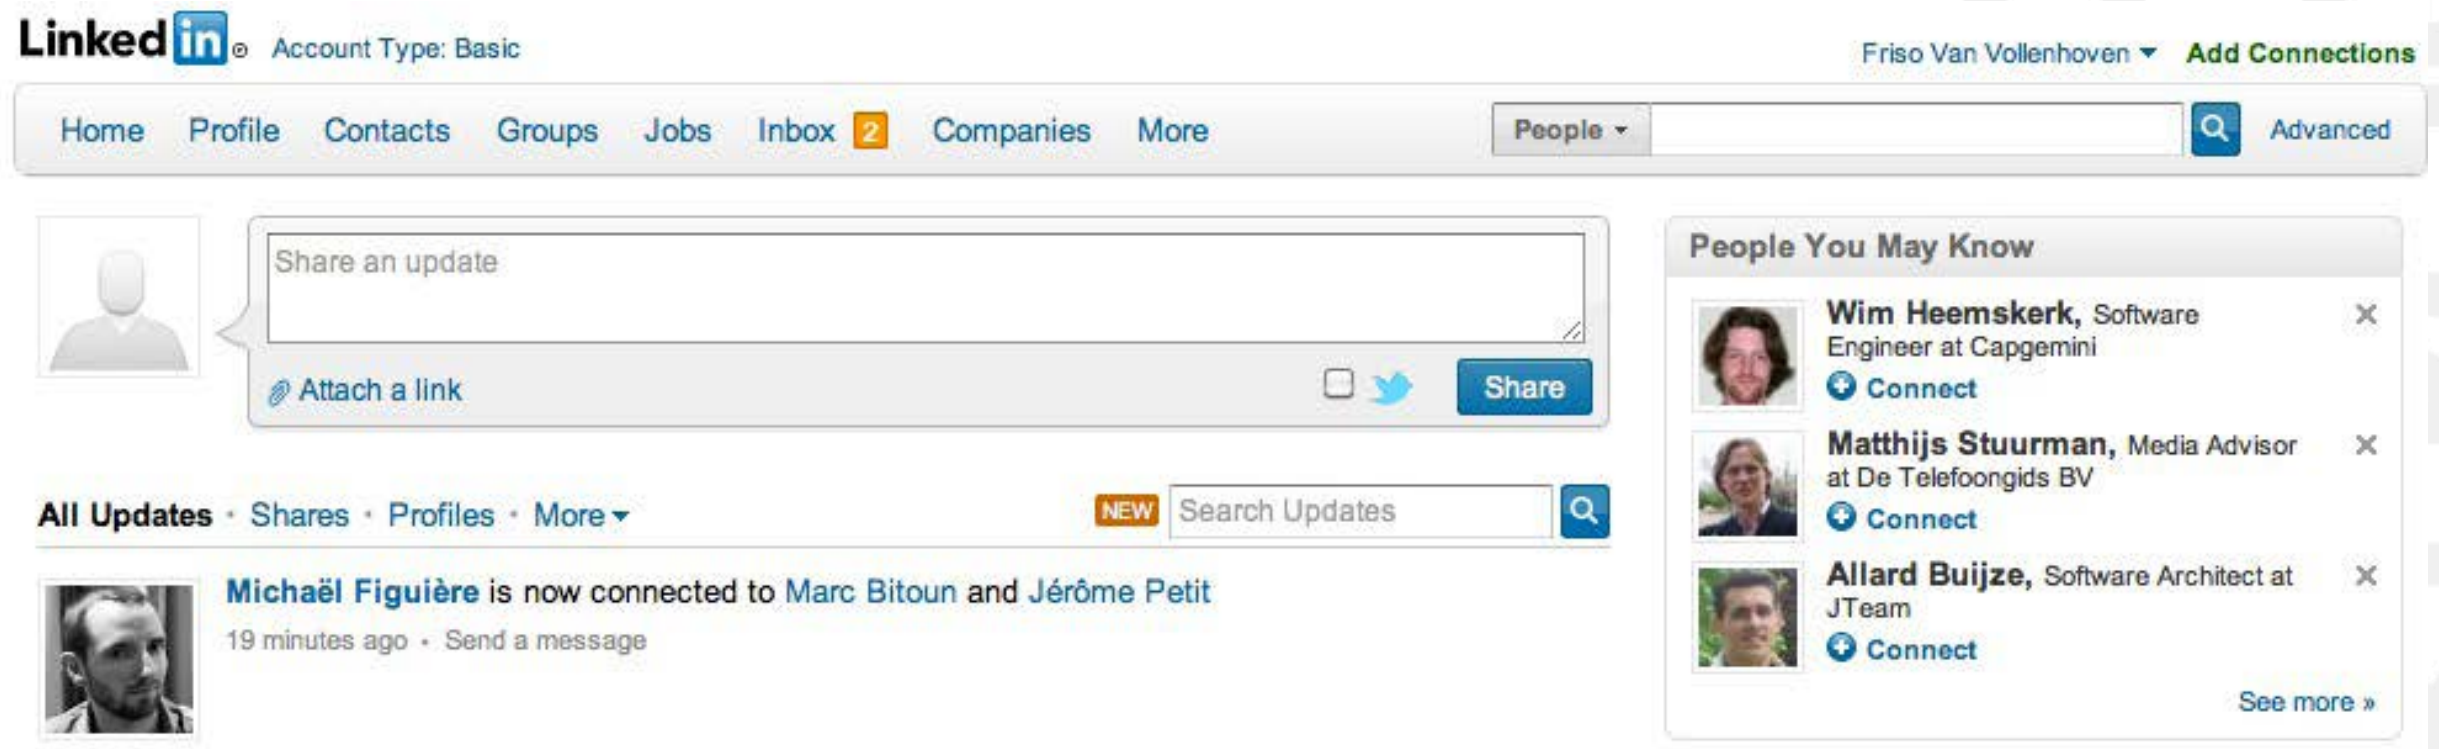 Linked in ® Account Type: Basic
Friso Van Vollenhoven Add Connections
Home Profile Contacts Groups Jobs Inbox 2 Companies More People Advanced
Share an update
Attach a link Share
All Updates · Shares · Profiles · More NEW Search Updates
Michaël Figuière is now connected to Marc Bitoun and Jérôme Petit
19 minutes ago · Send a message
People You May Know
Wim Heemskerk, Software
Engineer at Capgemini
Connect
Matthijs Stuurman, Media Advisor
at De Telefoongids BV
Connect
Allard Buijze, Software Architect at
JTeam
Connect
See more »